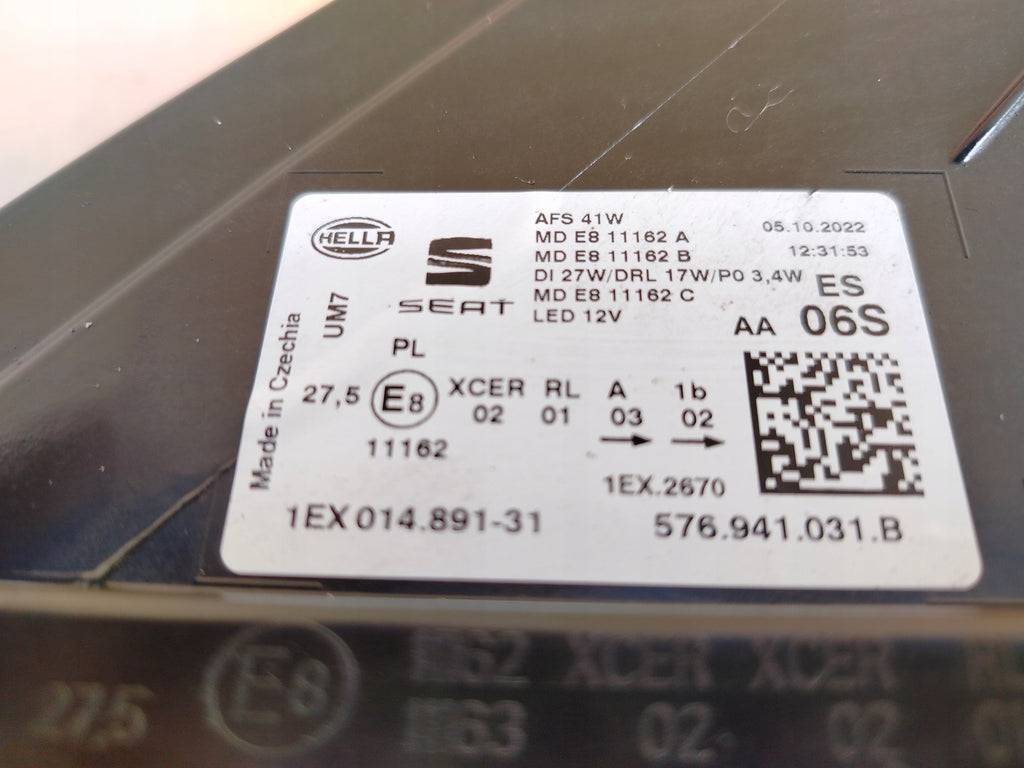 HELLA
SEAT
AFS 41W
MD E8 11162 A
MD E8 11162 B
DI 27W/DRL 17W/P0 3,4W
MD E8 11162 C
LED 12V
05.10.2022
12:31:53
ES
AA 06S
UM7
Made in Czechia
PL
27,5 E8 XCER RL A 1b
02 01 03 02
11162
1EX.2670
1EX 014.891-31
576.941.031.B
27,5 E8
62 XCER XCER RL
63 02 02